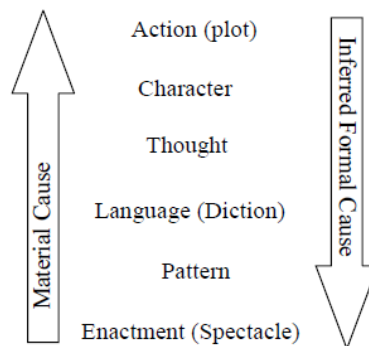 Action (plot)
Character
Thought
Language (Diction)
Pattern
Enactment (Spectacle)
Material Cause
Inferred Formal Cause